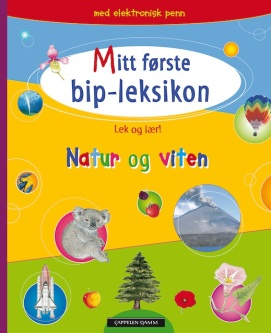 med elektronisk penn
Mitt første
bip-leksikon
Lek og lær!
Natur og viten
CAPPELEN DAMM